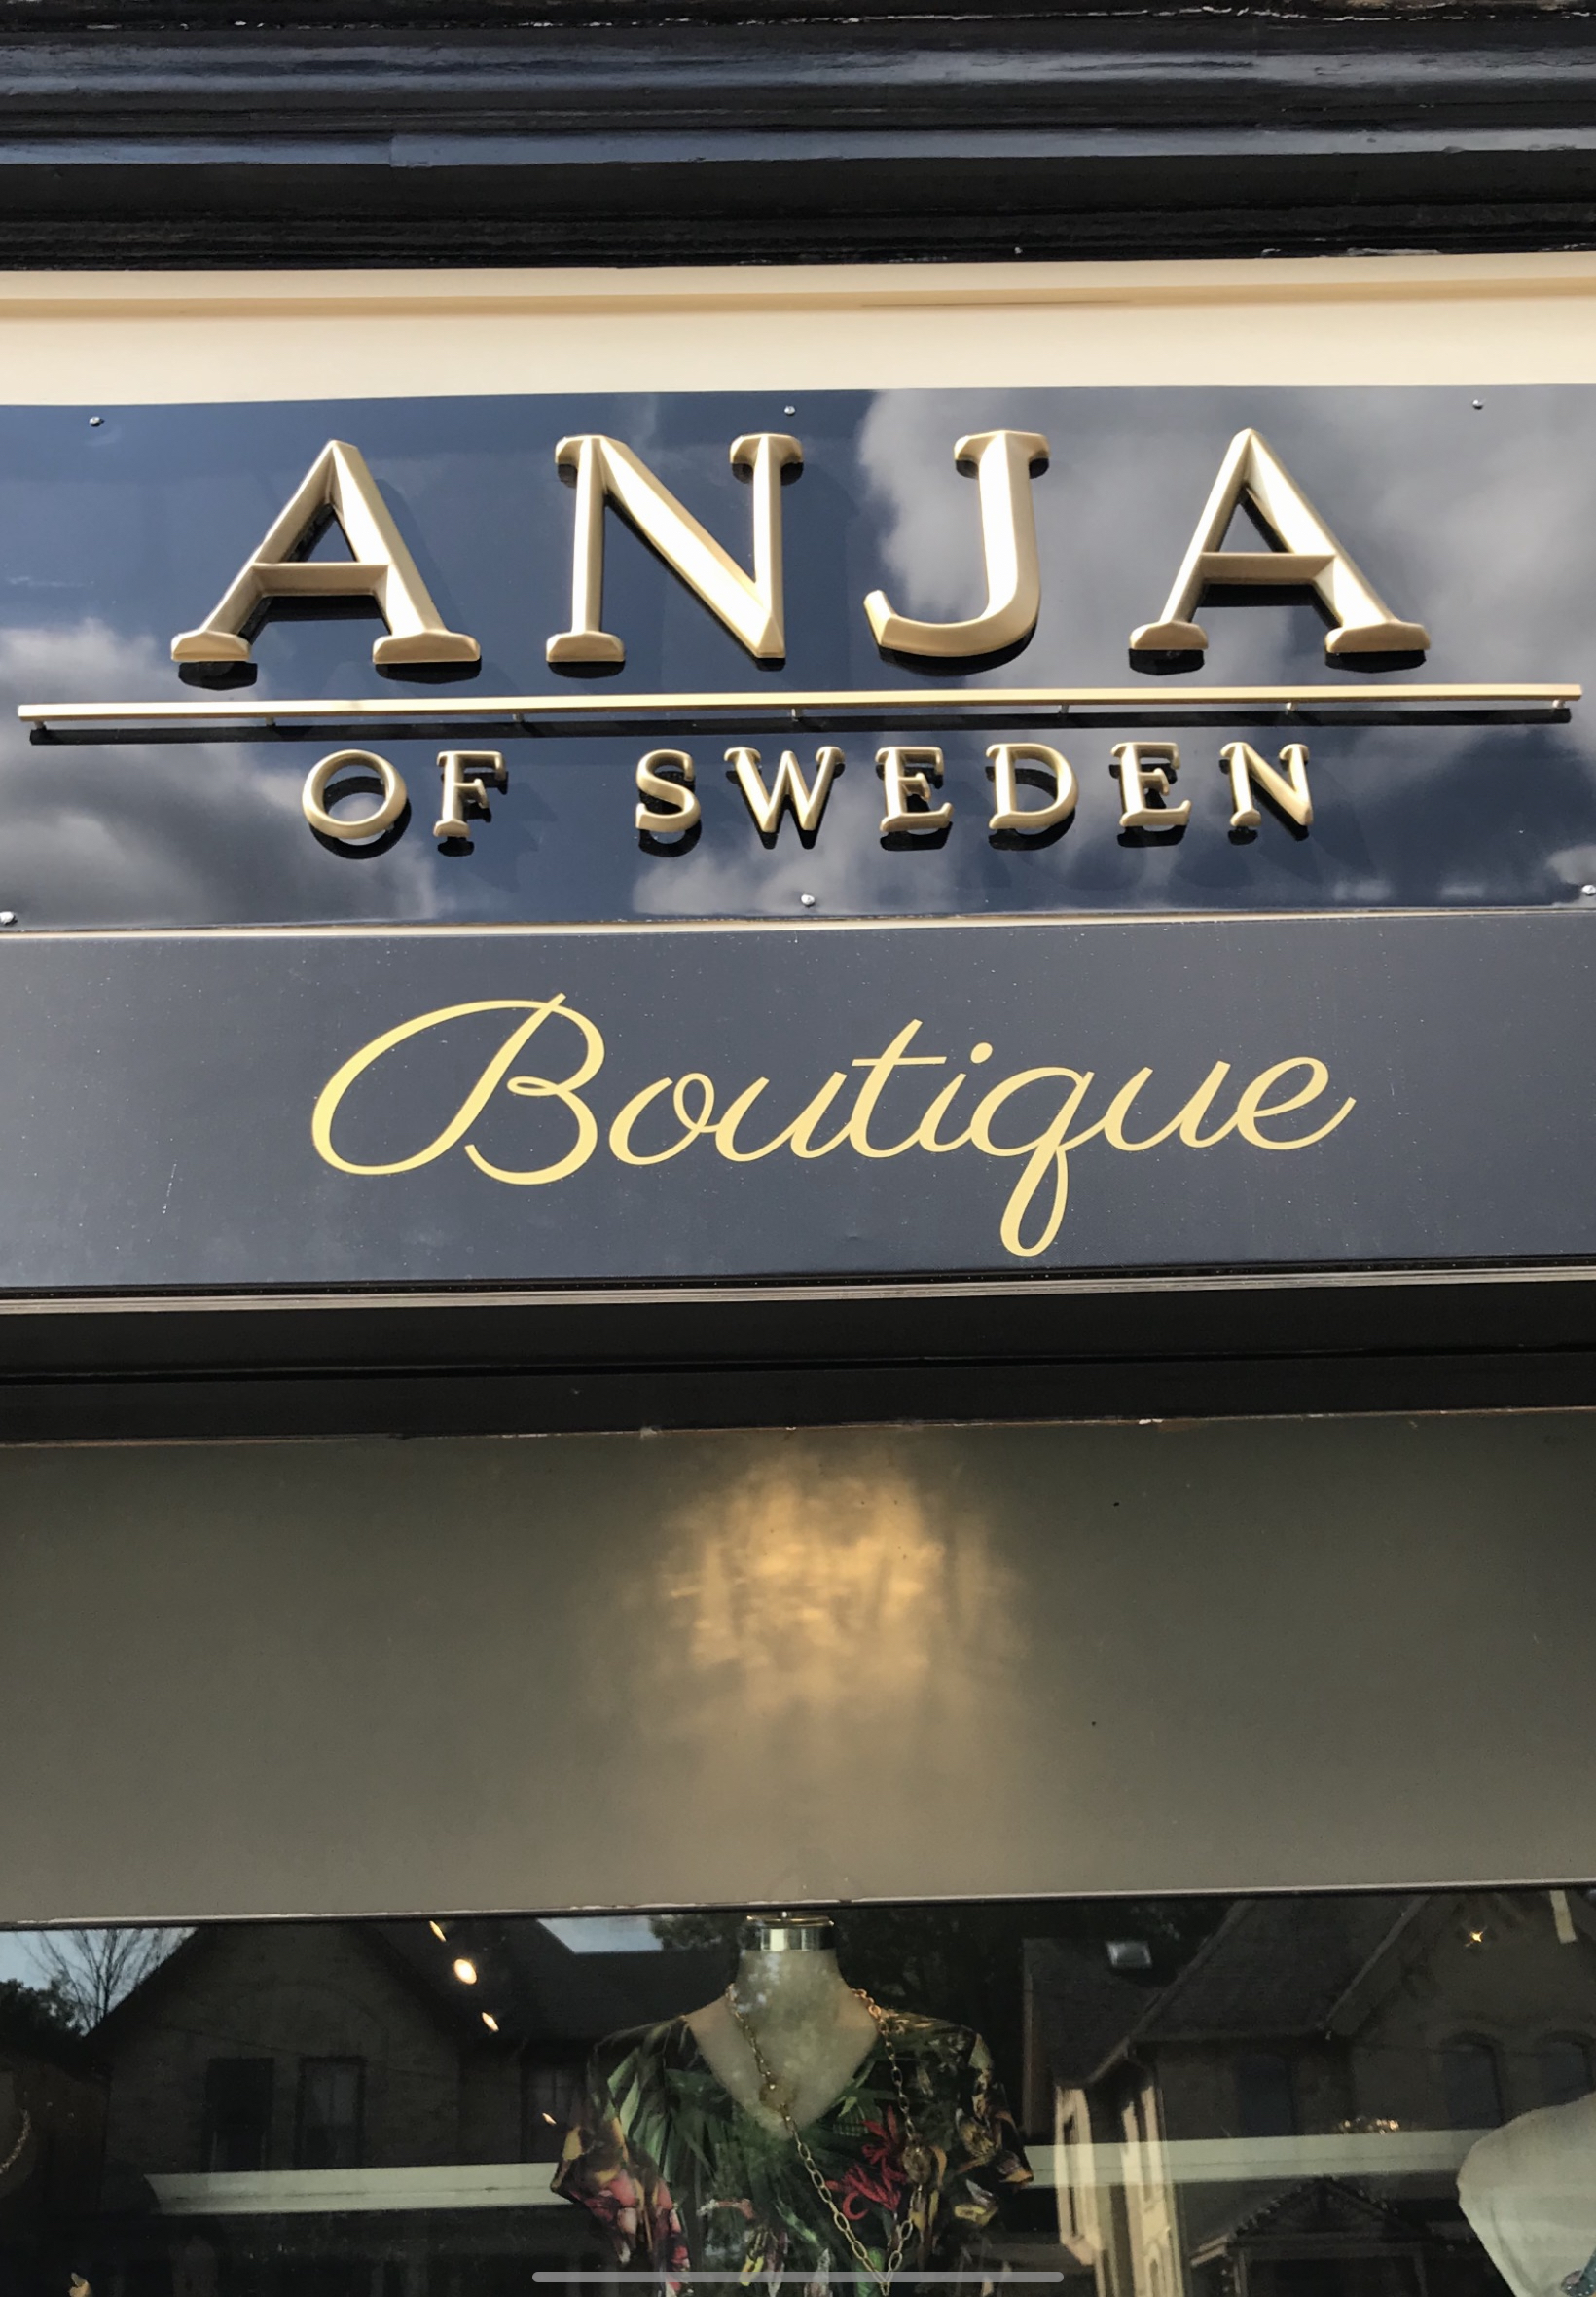 ANJA
OF SWEDEN
Boutique